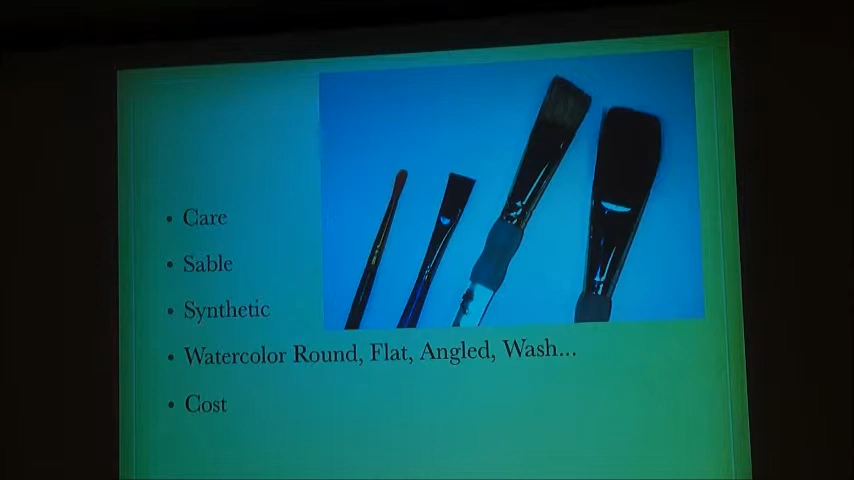 • Care
• Sable
• Synthetic
• Watercolor Round, Flat, Angled, Wash...
• Cost